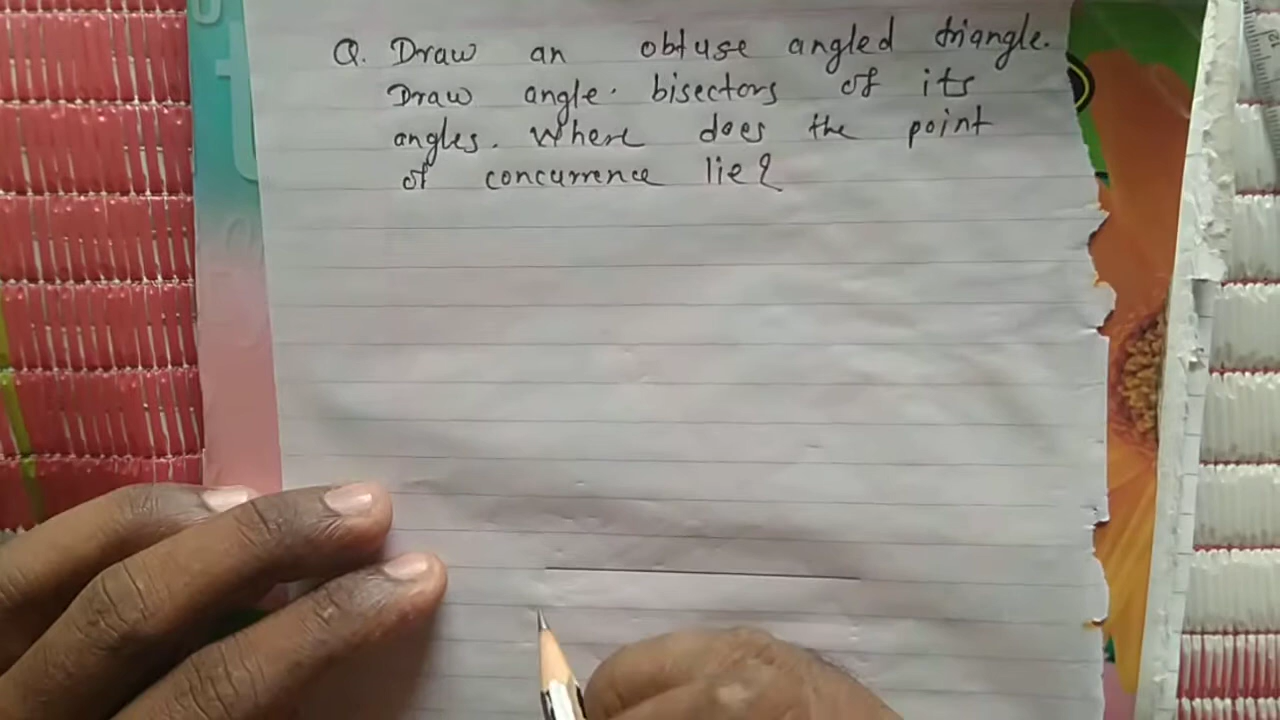 Q. Draw an obtuse angled triangle.
Draw angle bisectors of its
angles. Where does the point
of concurrence lie?